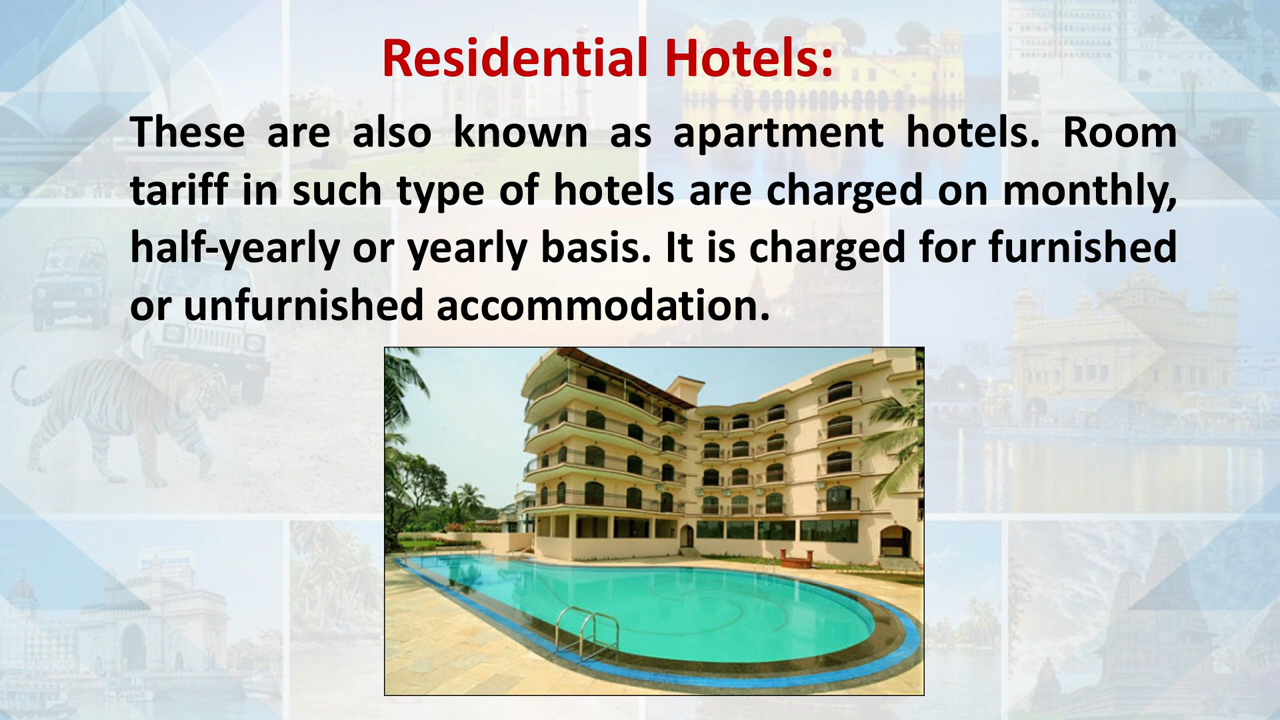 Residential Hotels:
These are also known as apartment hotels. Room
tariff in such type of hotels are charged on monthly,
half-yearly or yearly basis. It is charged for furnished
or unfurnished accommodation.